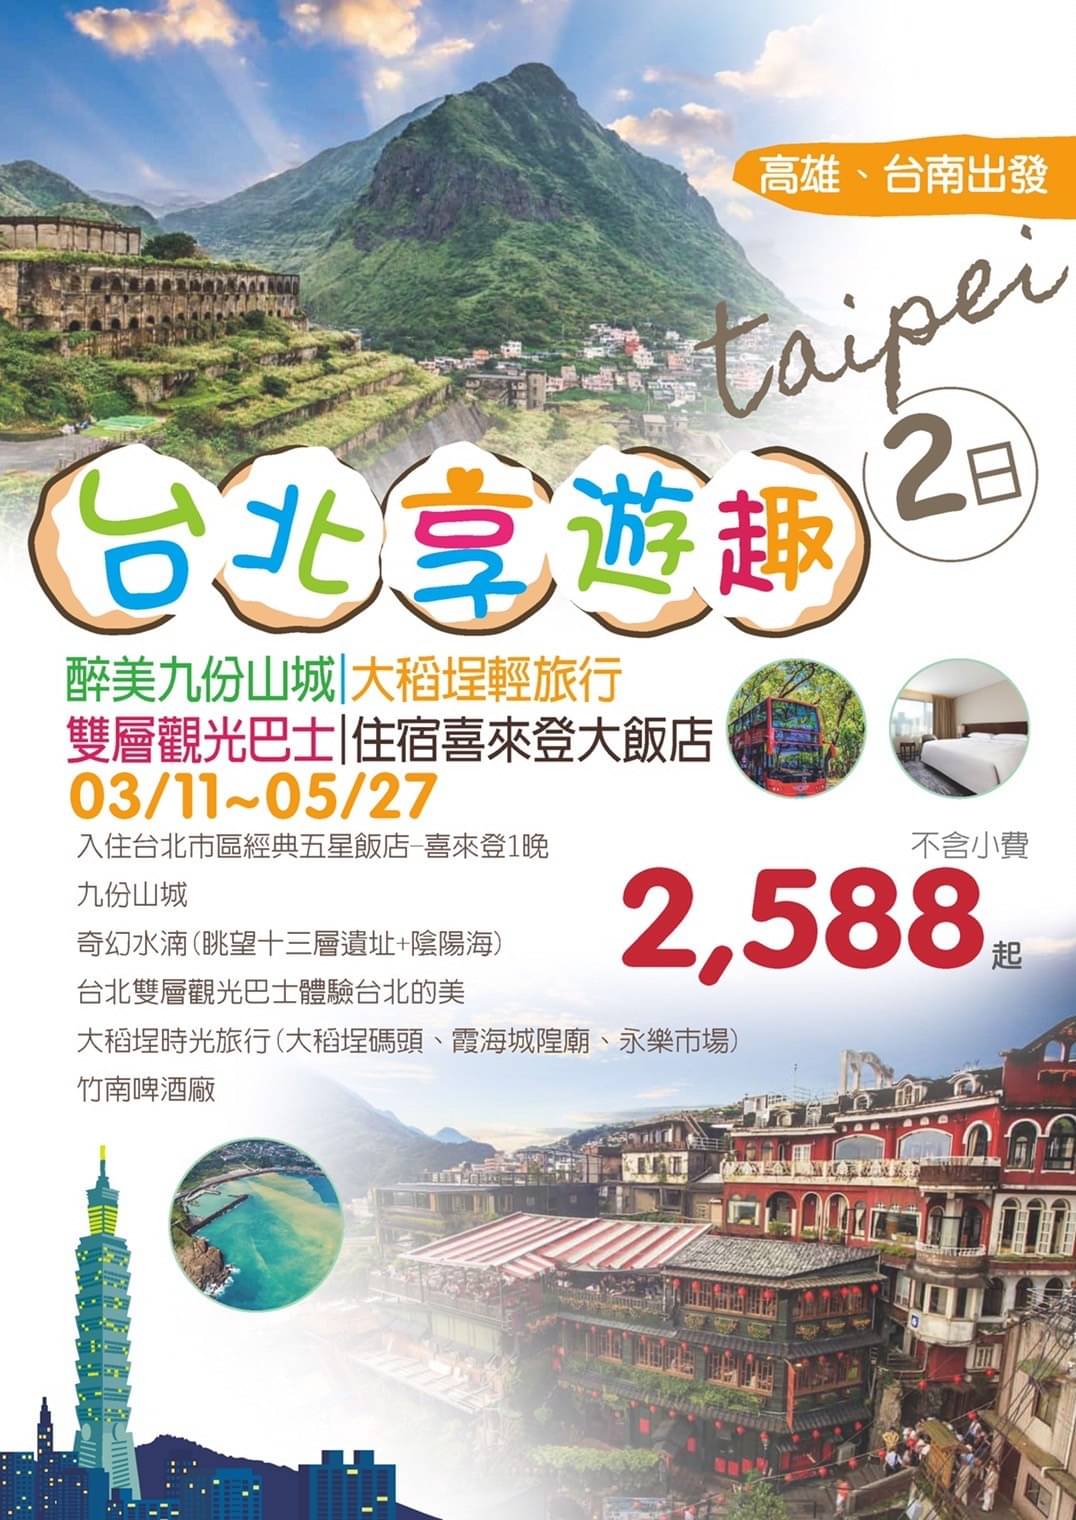 高雄、台南出發
taipei
2日
台北享遊趣
醉美九份山城|大稻埕輕旅行
雙層觀光巴士|住宿喜來登大飯店
03/11~05/27
入住台北市區經典五星飯店-喜來登1晚
九份山城
奇幻水湳(眺望十三層遺址+陰陽海)
台北雙層觀光巴士體驗台北的美
大稻埕時光旅行(大稻埕碼頭、霞海城隍廟、永樂市場)
竹南啤酒廠
不含小費
2,588起